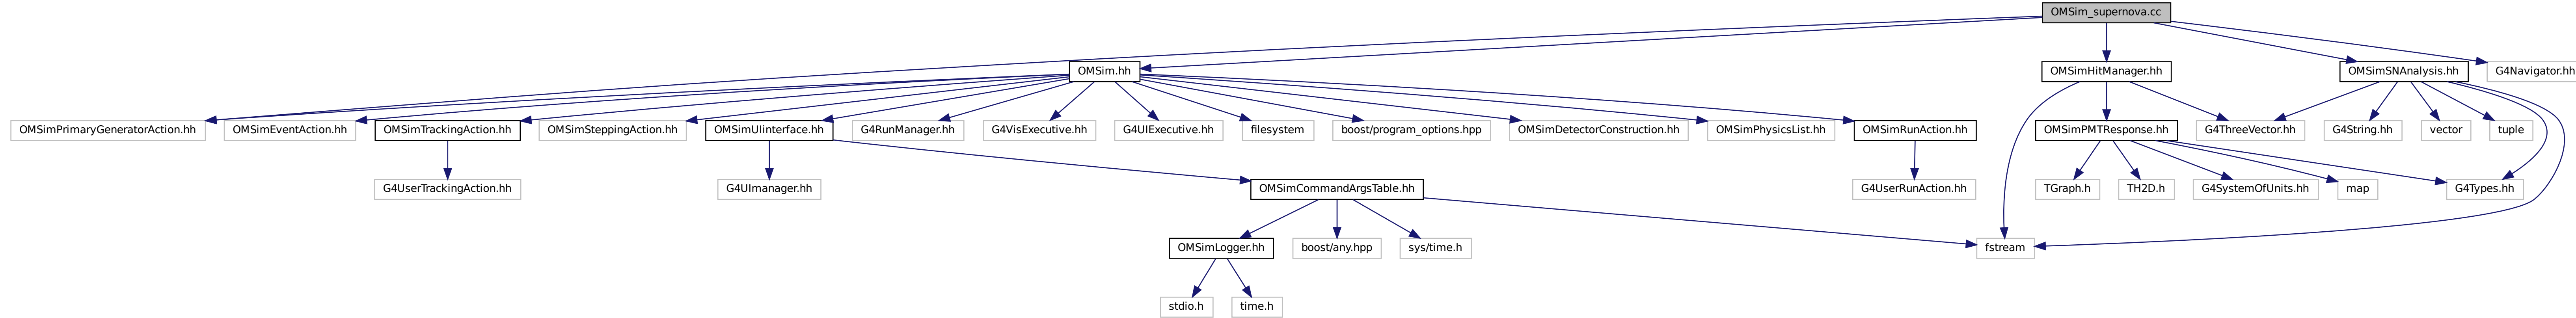 OMSim_supernova.cc
OMSim.hh
OMSimHitManager.hh
OMSimSNAnalysis.hh
G4Navigator.hh
OMSimPrimaryGeneratorAction.hh
OMSimEventAction.hh
OMSimTrackingAction.hh
OMSimSteppingAction.hh
OMSimUIinterface.hh
G4RunManager.hh
G4VisExecutive.hh
G4UIExecutive.hh
filesystem
boost/program_options.hpp
OMSimDetectorConstruction.hh
OMSimPhysicsList.hh
OMSimRunAction.hh
OMSimPMTResponse.hh
G4ThreeVector.hh
G4String.hh
vector
tuple
G4UserTrackingAction.hh
G4UImanager.hh
OMSimCommandArgsTable.hh
G4UserRunAction.hh
TGraph.h
TH2D.h
G4SystemOfUnits.hh
map
G4Types.hh
OMSimLogger.hh
boost/any.hpp
sys/time.h
fstream
stdio.h
time.h